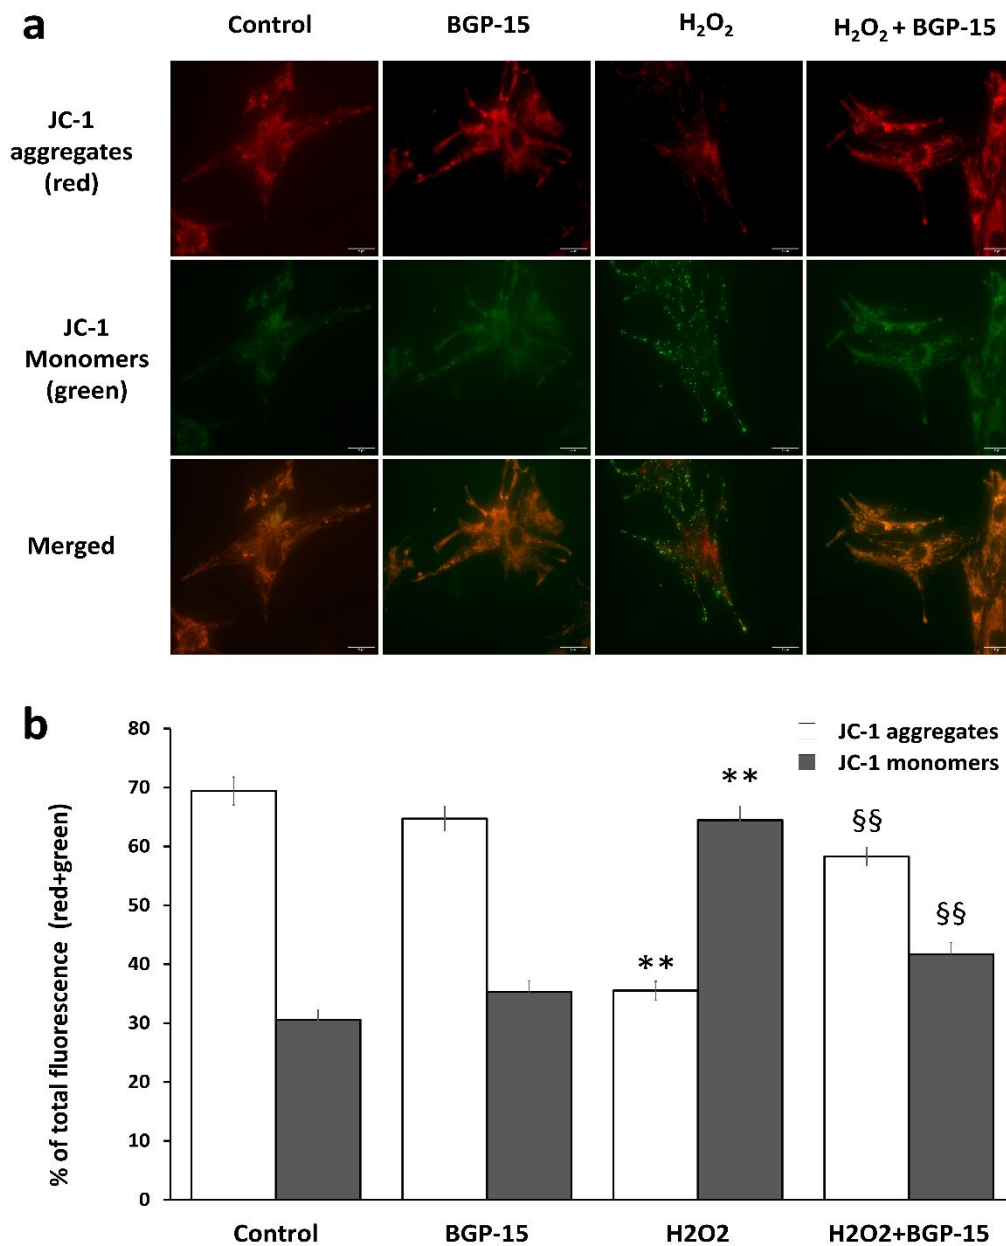 a
Control BGP-15 H₂O₂ H₂O₂ + BGP-15
JC-1
aggregates
(red)
JC-1
Monomers
(green)
Merged
b
% of total fluorescence (red+green)
80
70
60
50
40
30
20
10
0
JC-1 aggregates
JC-1 monomers
**
**
§§
§§
Control BGP-15 H2O2 H2O2+BGP-15